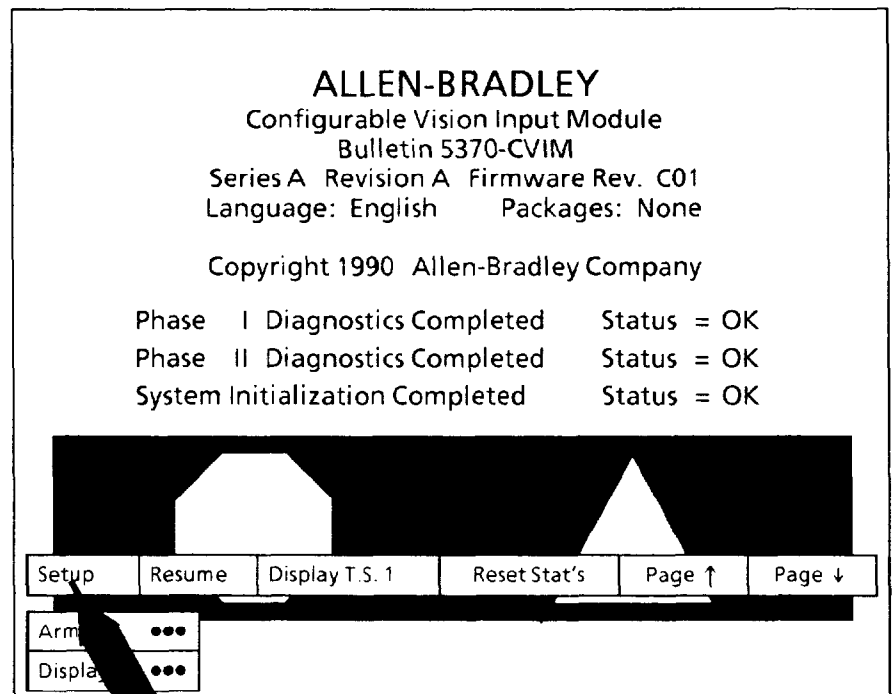 ALLEN-BRADLEY
Configurable Vision Input Module
Bulletin 5370-CVIM
Series A Revision A Firmware Rev. C01
Language: English Packages: None
Copyright 1990 Allen-Bradley Company
Phase I Diagnostics Completed Status = OK
Phase II Diagnostics Completed Status = OK
System Initialization Completed Status = OK
Setup Resume Display T.S. 1 Reset Stat's Page ↑ Page ↓
Arm •••
Display •••